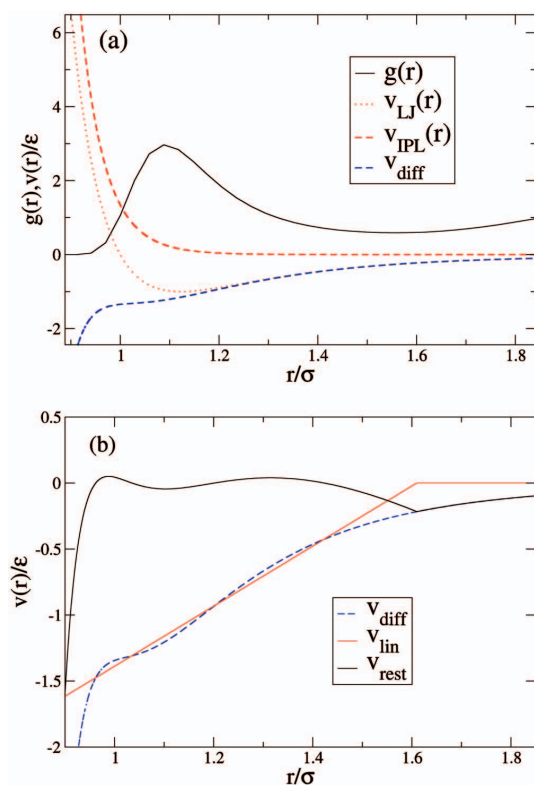 (a)
g(r)
v_LJ(r)
v_IPL(r)
v_diff
g(r),v(r)/ε
6
4
2
0
-2
1 1.2 1.4 1.6 1.8
r/σ
(b)
0.5
0
-0.5
-1
-1.5
-2
v(r)/ε
v_diff
v_lin
v_rest
1 1.2 1.4 1.6 1.8
r/σ